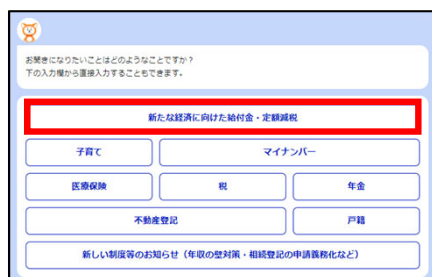 お聞きになりたいことはどのようなことですか？
下の入力欄から直接入力することもできます。
新たな経済に向けた給付金・定額減税
子育て
マイナンバー
医療保険
税
年金
不動産登記
戸籍
新しい制度等のお知らせ（年収の壁対策・相続登記の申請義務化など）